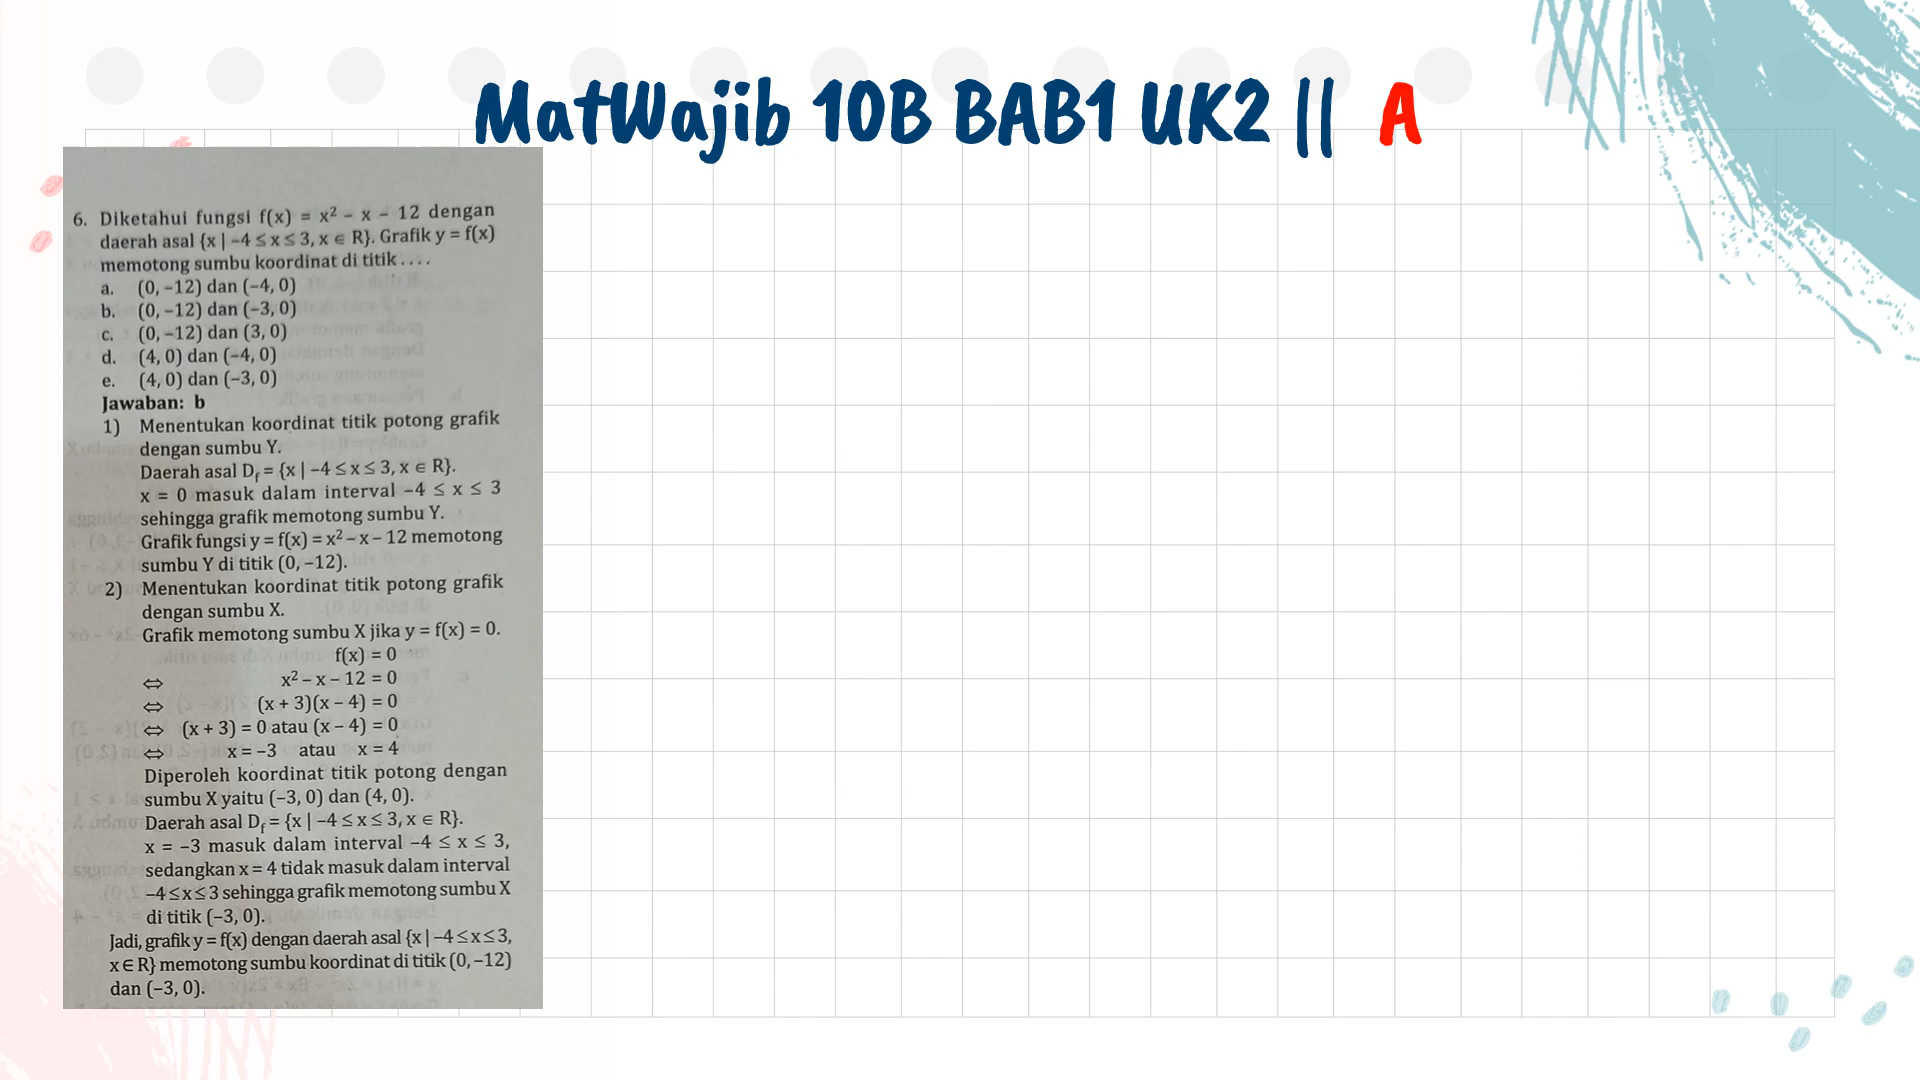 MatWajib 10B BAB1 UK2 || A
6. Diketahui fungsi f(x) = x² – x – 12 dengan
daerah asal {x | –4 ≤ x ≤ 3, x ∈ R}. Grafik y = f(x)
memotong sumbu koordinat di titik . . . .
a. (0, –12) dan (–4, 0)
b. (0, –12) dan (–3, 0)
c. (0, –12) dan (3, 0)
d. (4, 0) dan (–4, 0)
e. (4, 0) dan (–3, 0)
Jawaban: b
1) Menentukan koordinat titik potong grafik
dengan sumbu Y.
Daerah asal D_f = {x | –4 ≤ x ≤ 3, x ∈ R}.
x = 0 masuk dalam interval –4 ≤ x ≤ 3
sehingga grafik memotong sumbu Y.
Grafik fungsi y = f(x) = x² – x – 12 memotong
sumbu Y di titik (0, –12).
2) Menentukan koordinat titik potong grafik
dengan sumbu X.
Grafik memotong sumbu X jika y = f(x) = 0.
f(x) = 0
⇔ x² – x – 12 = 0
⇔ (x + 3)(x – 4) = 0
⇔ (x + 3) = 0 atau (x – 4) = 0
⇔ x = –3 atau x = 4
Diperoleh koordinat titik potong dengan
sumbu X yaitu (–3, 0) dan (4, 0).
Daerah asal D_f = {x | –4 ≤ x ≤ 3, x ∈ R}.
x = –3 masuk dalam interval –4 ≤ x ≤ 3,
sedangkan x = 4 tidak masuk dalam interval
–4 ≤ x ≤ 3 sehingga grafik memotong sumbu X
di titik (–3, 0).
Jadi, grafik y = f(x) dengan daerah asal {x | –4 ≤ x ≤ 3,
x ∈ R} memotong sumbu koordinat di titik (0, –12)
dan (–3, 0).